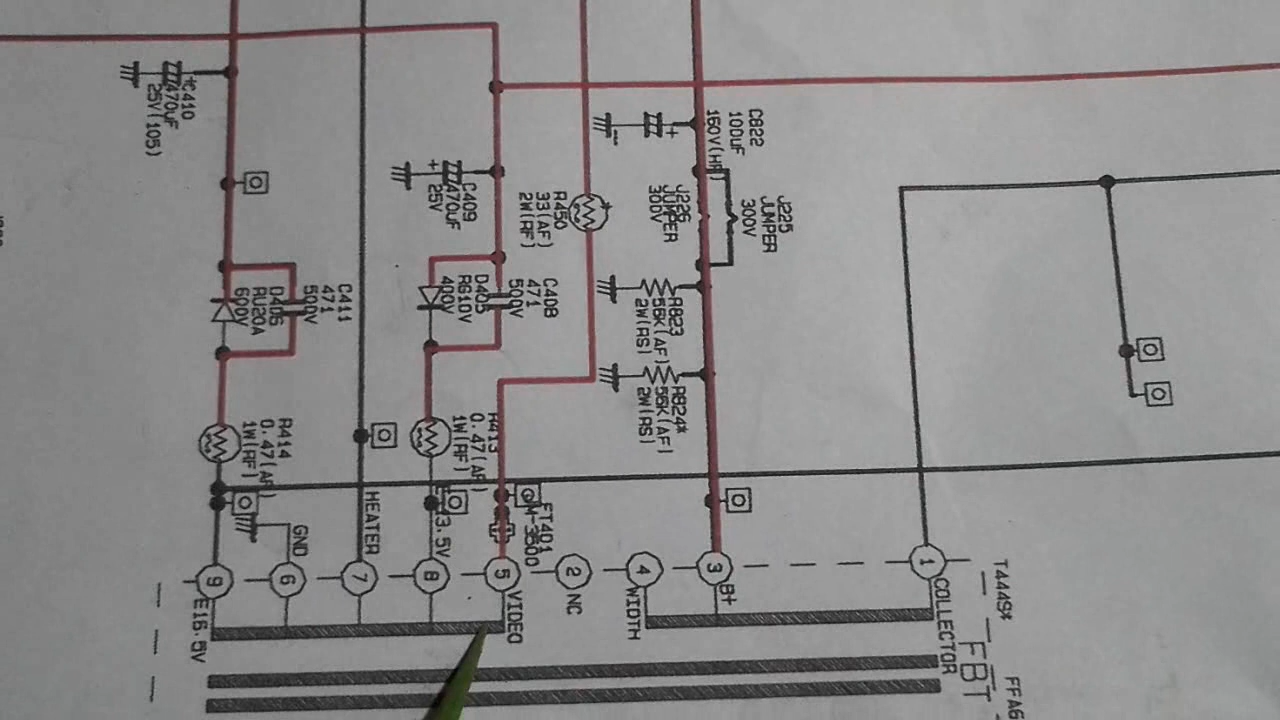 C410
470uF
25V(105)
C409
470uF
25V
C822
100uF
160V(HR)
R450
33(AF)
2W(RF)
J226
JUMPER
300V
J225
JUMPER
300V
C411
471
500V
D406
RU20A
600V
C408
471
500V
D405
RG10V
400V
R823
56K(AF)
2W(RS)
R824*
56K(AF)
2W(RS)
R414
0.47(AF)
1W(RF)
R413
0.47(AF)
1W(RF)
GND
HEATER
FT401
9
6
7
8
5
2
4
3
1
E16.5V
VIDEO
NC
WIDTH
B+
COLLECTOR
T444S*
FBT